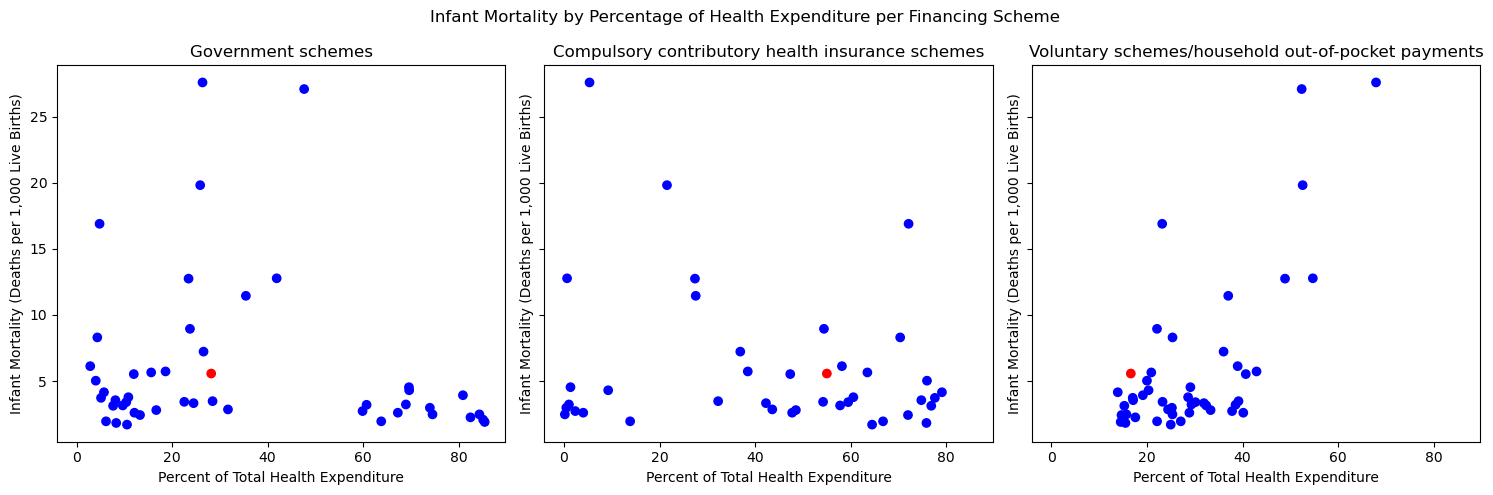 Infant Mortality by Percentage of Health Expenditure per Financing Scheme
Government schemes
Infant Mortality (Deaths per 1,000 Live Births)
25
20
15
10
5
0 20 40 60 80
Percent of Total Health Expenditure
Compulsory contributory health insurance schemes
Infant Mortality (Deaths per 1,000 Live Births)
0 20 40 60 80
Percent of Total Health Expenditure
Voluntary schemes/household out-of-pocket payments
Infant Mortality (Deaths per 1,000 Live Births)
0 20 40 60 80
Percent of Total Health Expenditure